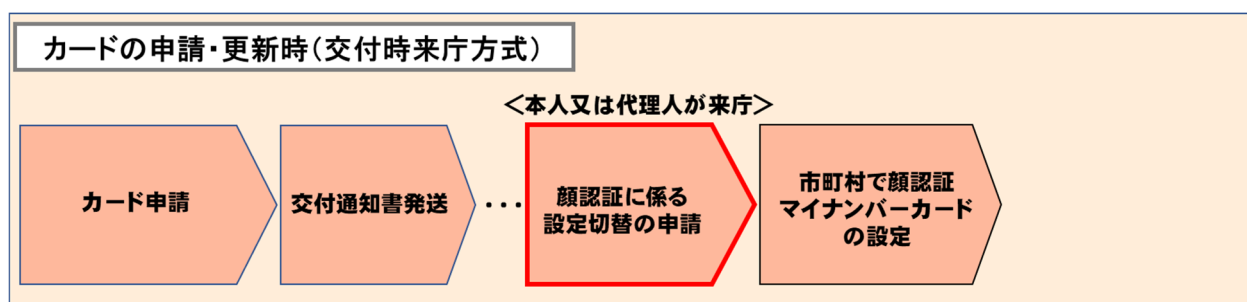 カードの申請・更新時(交付時来庁方式)
<本人又は代理人が来庁>
カード申請
交付通知書発送
・・・
顔認証に係る
設定切替の申請
市町村で顔認証
マイナンバーカード
の設定